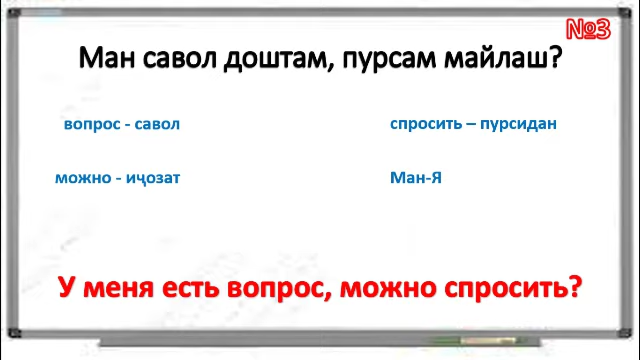 №3
Ман савол доштам, пурсам майлаш?
вопрос - савол
спросить – пурсидан
можно - иҷозат
Ман-Я
У меня есть вопрос, можно спросить?